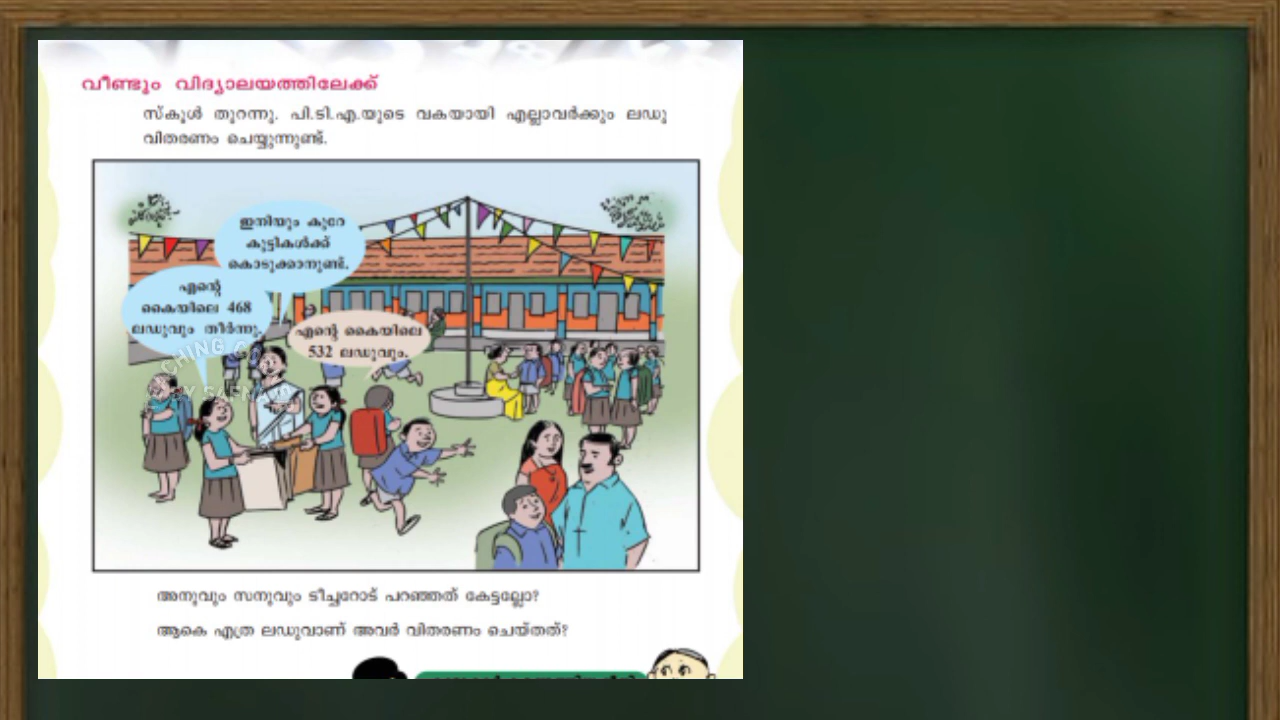 വീണ്ടും വിദ്യാലയത്തിലേക്ക്
സ്കൂൾ തുറന്നു. പി.ടി.എ.യുടെ വകയായി എല്ലാവർക്കും ലഡു
വിതരണം ചെയ്യുന്നുണ്ട്.
ഇനിയും കുറേ
കുട്ടികൾക്ക്
കൊടുക്കാനുണ്ട്.
എന്റെ
കൈയിലെ 468
ലഡുവും തീർന്നു.
എന്റെ കൈയിലെ
532 ലഡുവും.
അനുവും സനുവും ടീച്ചറോട് പറഞ്ഞത് കേട്ടല്ലോ?
ആകെ എത്ര ലഡുവാണ് അവർ വിതരണം ചെയ്തത്?